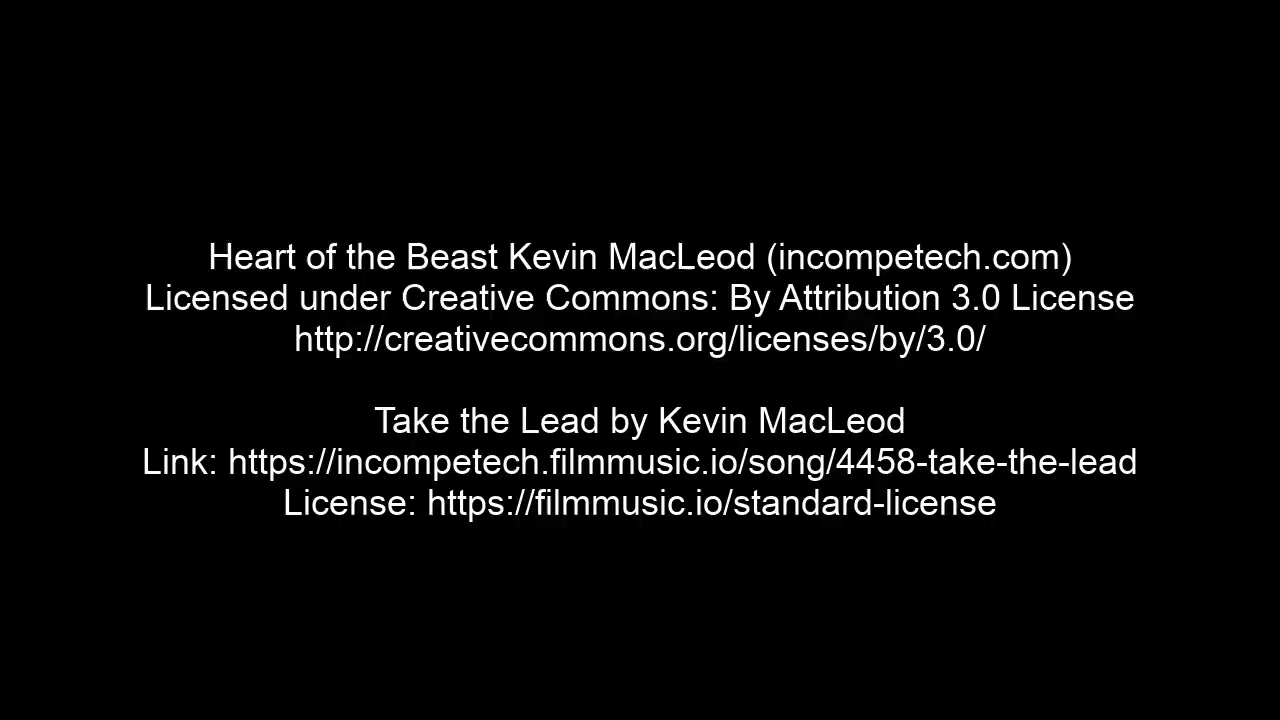 Heart of the Beast Kevin MacLeod (incompetech.com)
Licensed under Creative Commons: By Attribution 3.0 License
http://creativecommons.org/licenses/by/3.0/
Take the Lead by Kevin MacLeod
Link: https://incompetech.filmmusic.io/song/4458-take-the-lead
License: https://filmmusic.io/standard-license